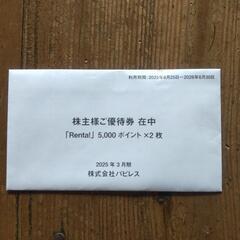 利用期間：2025年6月25日～2026年6月30日
株主様ご優待券 在中
「Renta!」5,000 ポイント×2枚
2025 年 3 月期
株式会社パピレス